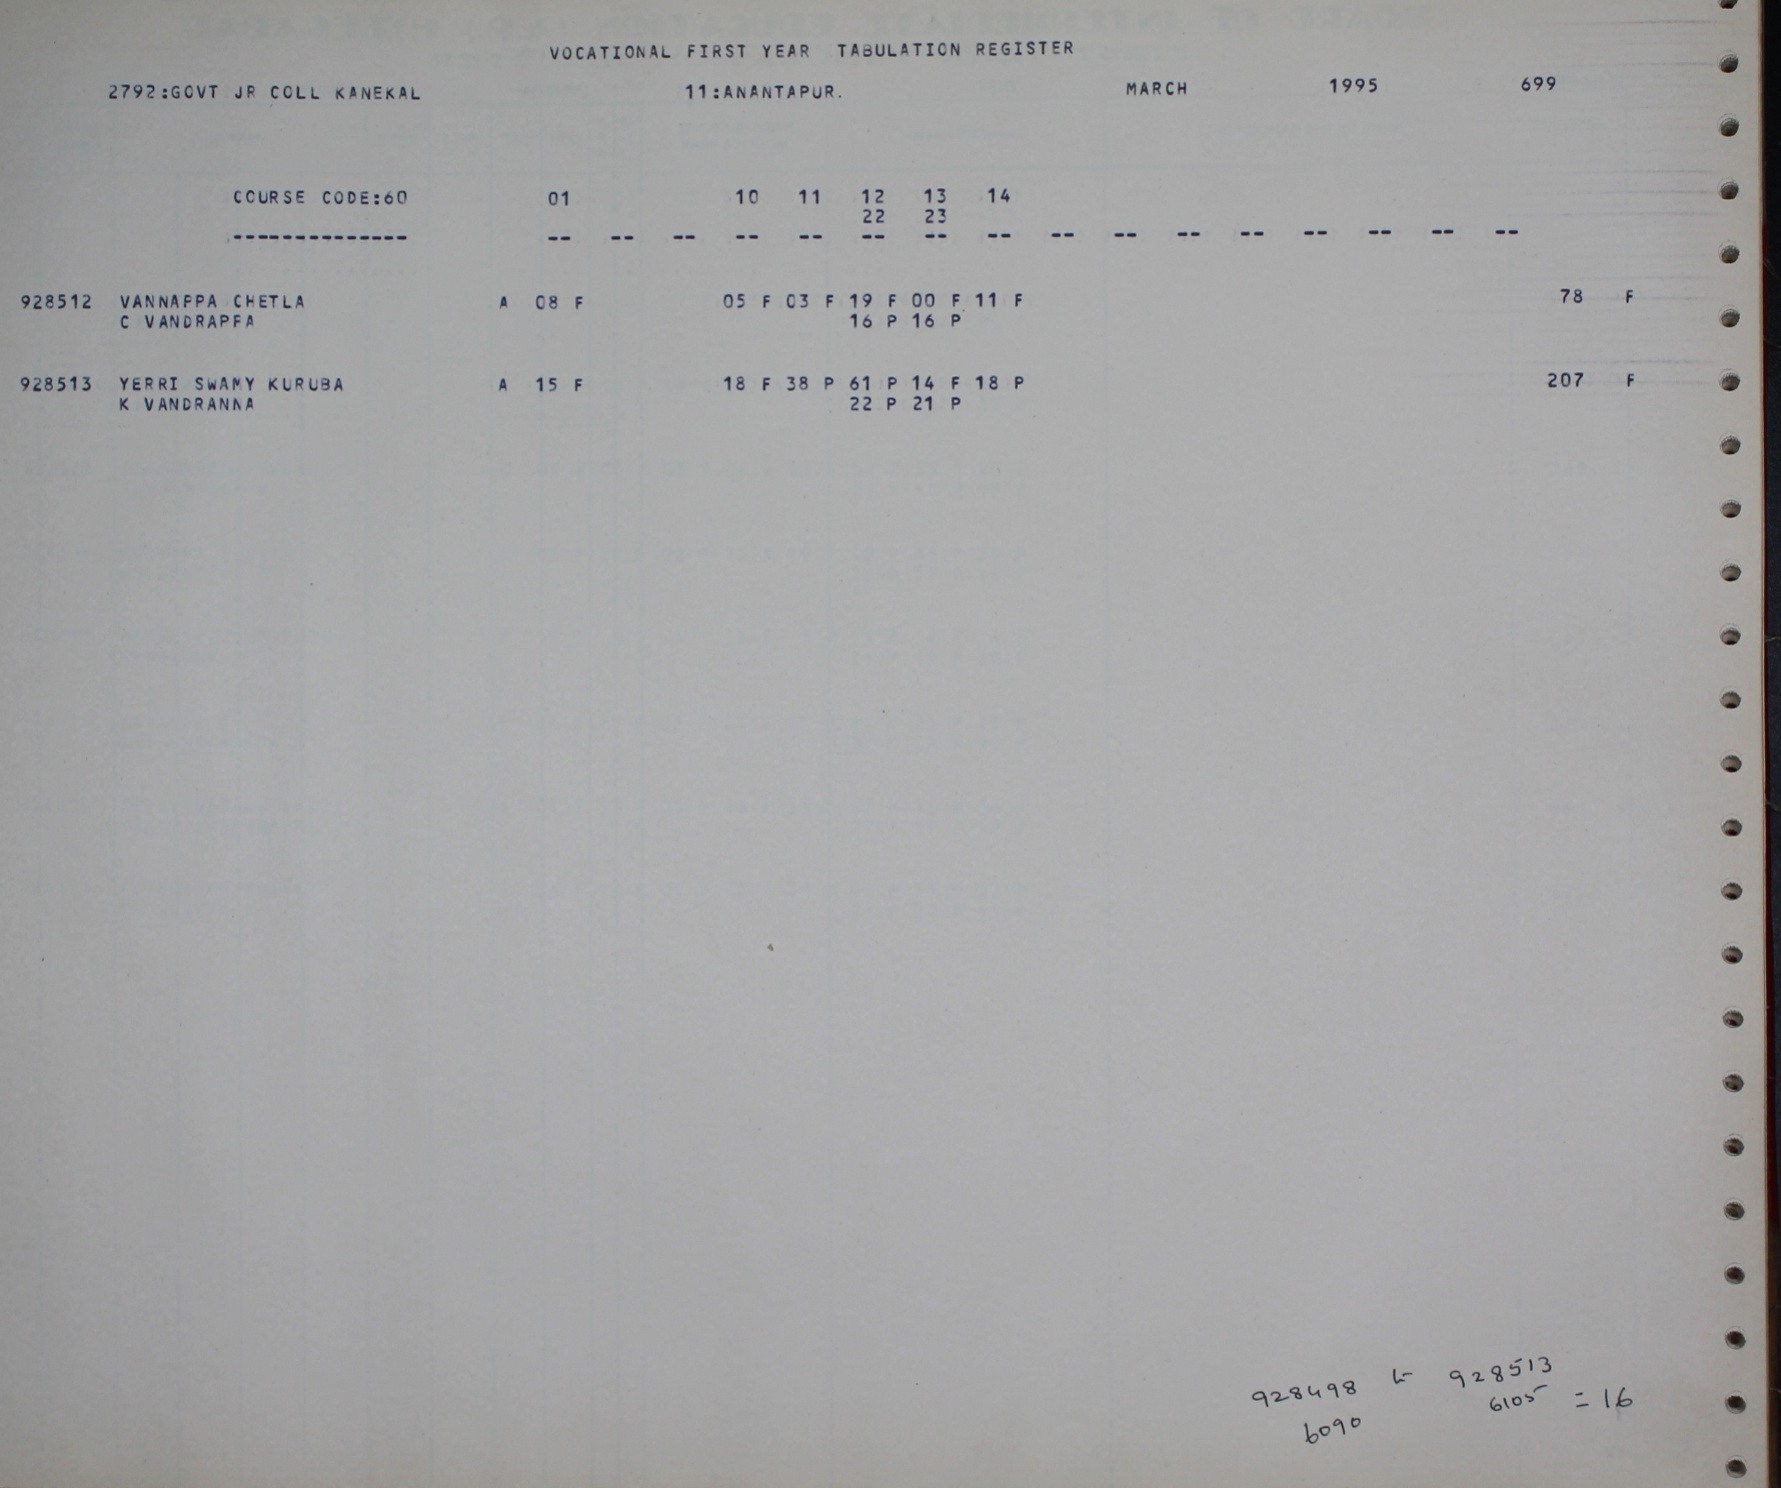 VOCATIONAL FIRST YEAR TABULATION REGISTER
2792:GOVT JR COLL KANEKAL 11:ANANTAPUR. MARCH 1995 699
COURSE CODE:60 01 10 11 12 13 14
22 23
-------------- -- -- -- -- -- -- -- -- -- -- -- -- -- -- -- --
928512 VANNAPPA CHETLA A 08 F 05 F 03 F 19 F 00 F 11 F 78 F
C VANDRAPPA 16 P 16 P
928513 YERRI SWAMY KURUBA A 15 F 18 F 38 P 61 P 14 F 18 P 207 F
K VANDRANNA 22 P 21 P
928498 to 928513
6090 6105 = 16